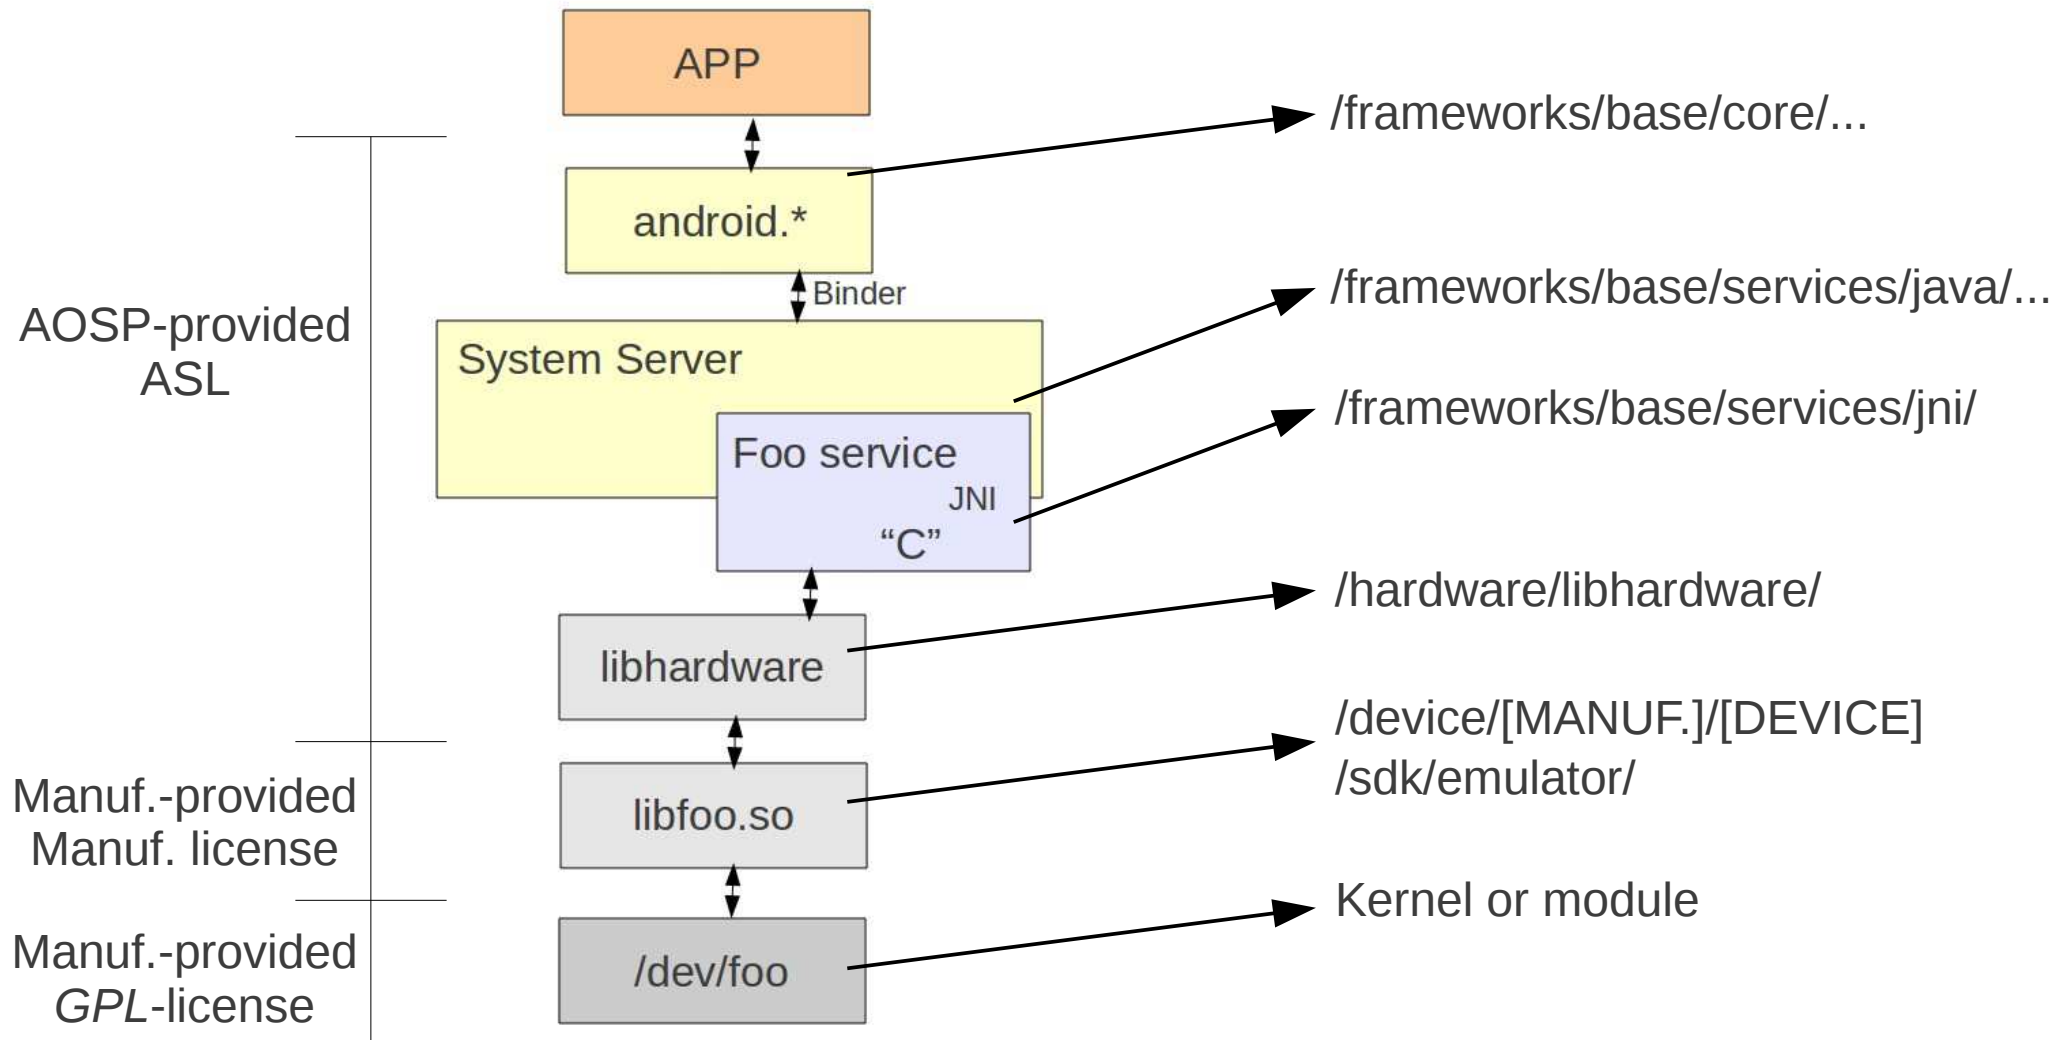 APP
/frameworks/base/core/...
android.*
Binder
/frameworks/base/services/java/...
AOSP-provided
ASL
System Server
/frameworks/base/services/jni/
Foo service
JNI
“C”
/hardware/libhardware/
libhardware
/device/[MANUF.]/[DEVICE]
/sdk/emulator/
Manuf.-provided
Manuf. license
libfoo.so
Kernel or module
Manuf.-provided
GPL-license
/dev/foo